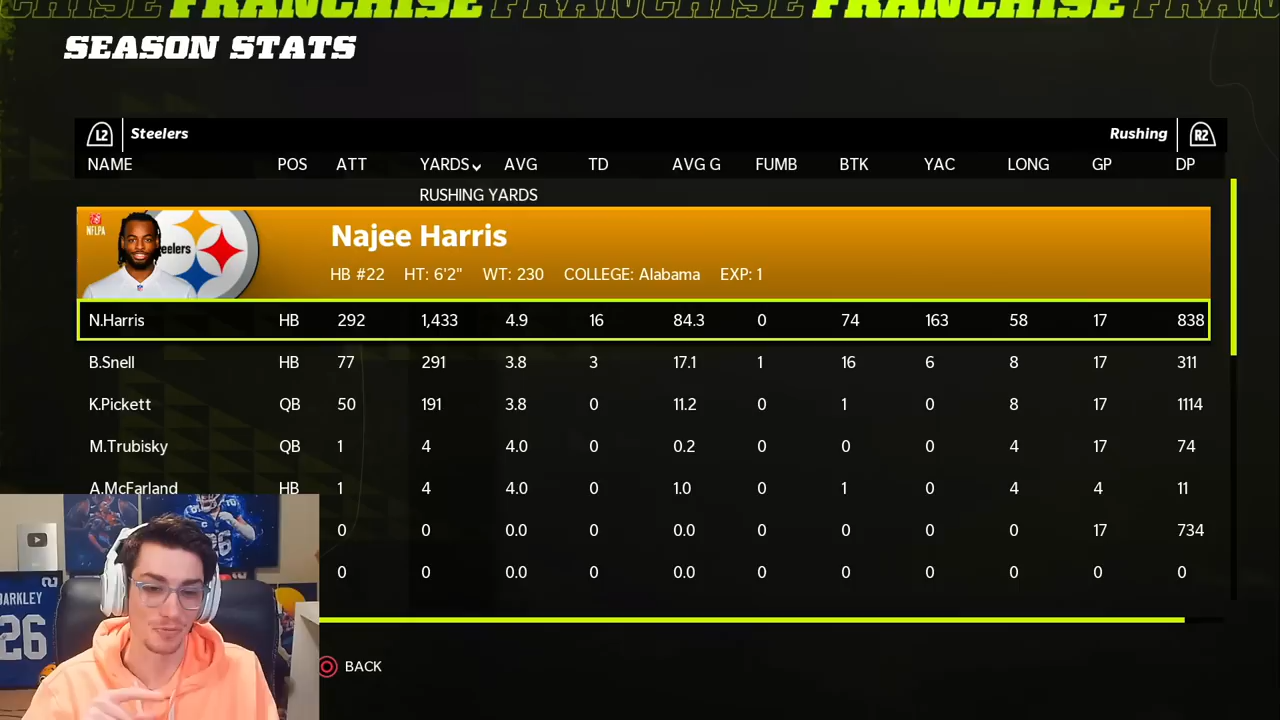 CHISE FRANCHISE FRANCHISE FRANCHISE FRANCHISE FRAN
SEASON STATS
L2 Steelers Rushing R2
NAME POS ATT YARDS AVG TD AVG G FUMB BTK YAC LONG GP DP
RUSHING YARDS
NFLPA
eelers
Najee Harris
HB #22 HT: 6'2" WT: 230 COLLEGE: Alabama EXP: 1
N.Harris HB 292 1,433 4.9 16 84.3 0 74 163 58 17 838
B.Snell HB 77 291 3.8 3 17.1 1 16 6 8 17 311
K.Pickett QB 50 191 3.8 0 11.2 0 1 0 8 17 1114
M.Trubisky QB 1 4 4.0 0 0.2 0 0 0 4 17 74
A.McFarland HB 1 4 4.0 0 1.0 0 1 0 4 4 11
0 0 0.0 0 0.0 0 0 0 0 17 734
0 0 0.0 0 0.0 0 0 0 0 0 0
26
ARKLEY
26
BACK